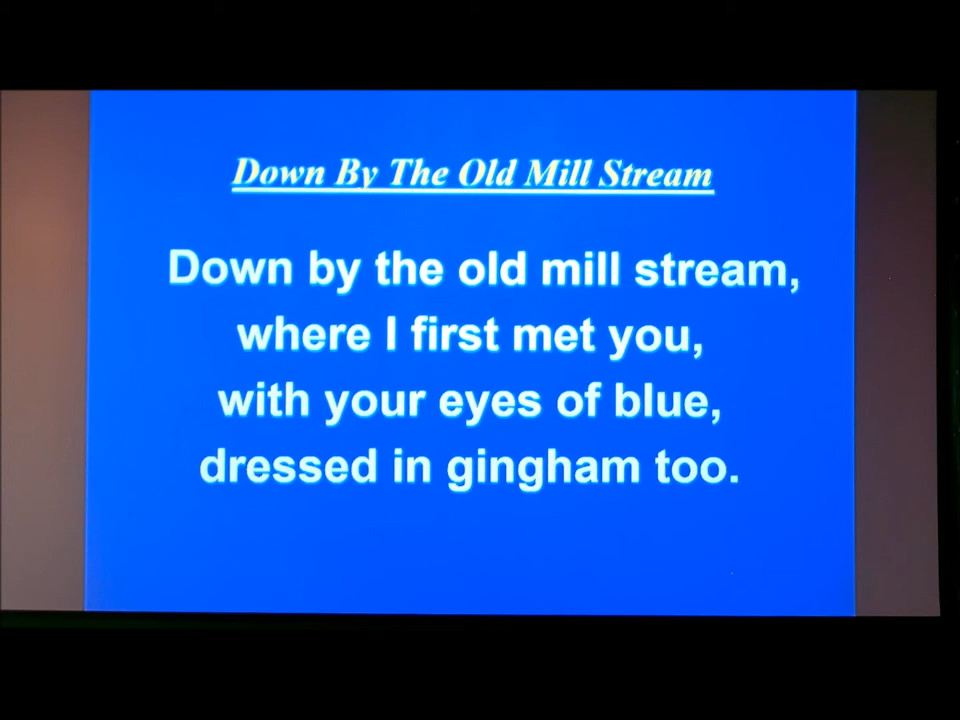 Down By The Old Mill Stream
Down by the old mill stream,
where I first met you,
with your eyes of blue,
dressed in gingham too.